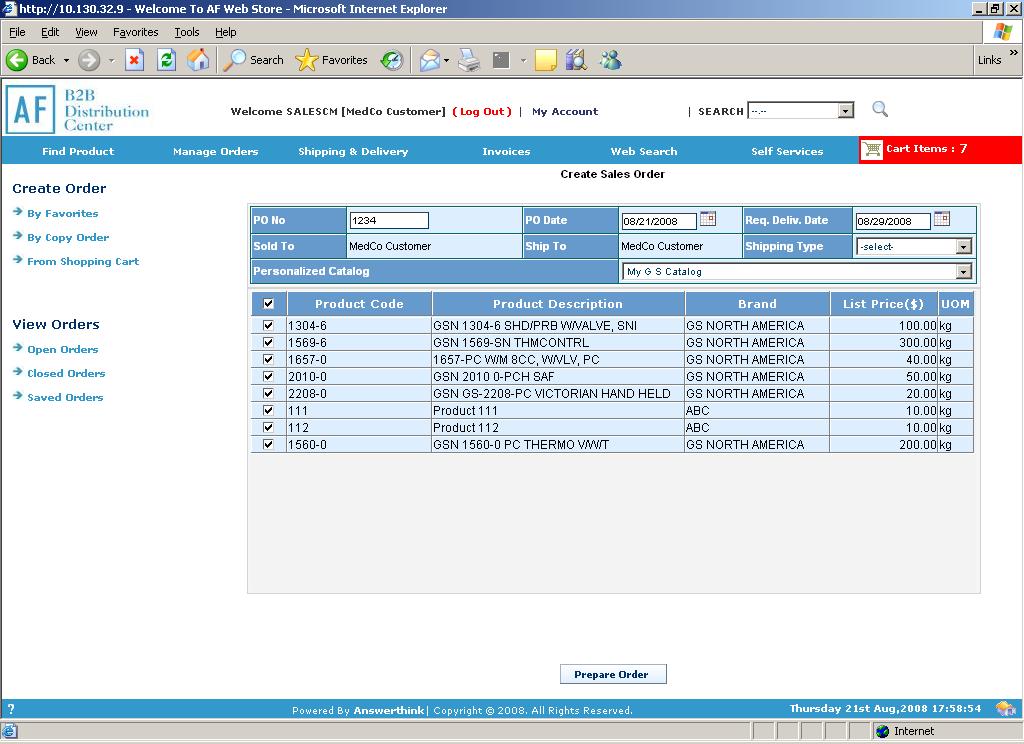 http://10.130.32.9 - Welcome To AF Web Store - Microsoft Internet Explorer
File Edit View Favorites Tools Help
Back Search Favorites Links »
AF B2B Distribution Center
Welcome SALESCM [MedCo Customer] ( Log Out ) | My Account | SEARCH --.--
Find Product Manage Orders Shipping & Delivery Invoices Web Search Self Services Cart Items : 7
Create Sales Order
Create Order
By Favorites
By Copy Order
From Shopping Cart
View Orders
Open Orders
Closed Orders
Saved Orders
PO No 1234 PO Date 08/21/2008 Req. Deliv. Date 08/29/2008
Sold To MedCo Customer Ship To MedCo Customer Shipping Type -select-
Personalized Catalog My G S Catalog
Product Code Product Description Brand List Price($) UOM
1304-6 GSN 1304-6 SHD/PRB W/VALVE, SNI GS NORTH AMERICA 100.00 kg
1569-6 GSN 1569-SN THMCONTRL GS NORTH AMERICA 300.00 kg
1657-0 1657-PC W/M 8CC, W/VLV, PC GS NORTH AMERICA 40.00 kg
2010-0 GSN 2010 0-PCH SAF GS NORTH AMERICA 50.00 kg
2208-0 GSN GS-2208-PC VICTORIAN HAND HELD GS NORTH AMERICA 20.00 kg
111 Product 111 ABC 10.00 kg
112 Product 112 ABC 10.00 kg
1560-0 GSN 1560-0 PC THERMO V/W/T GS NORTH AMERICA 200.00 kg
Prepare Order
? Powered By Answerthink | Copyright © 2008. All Rights Reserved. Thursday 21st Aug,2008 17:58:54
Internet